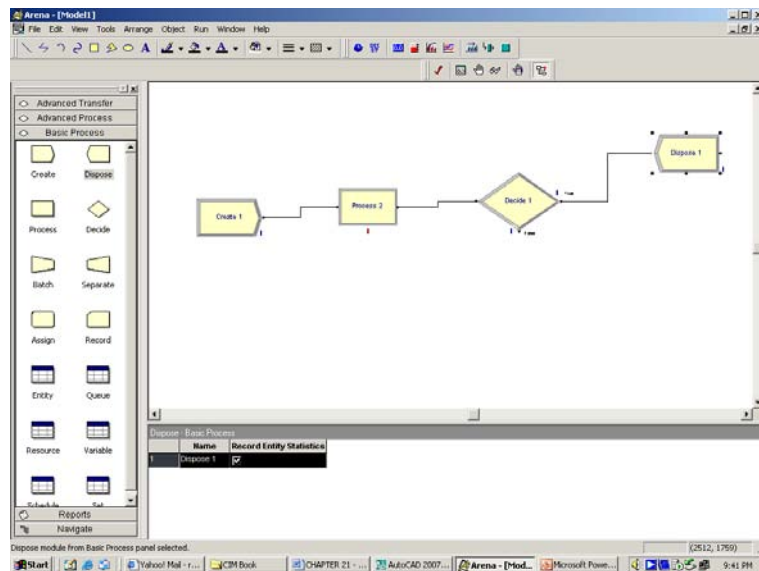 Arena - [Model1]
File Edit View Tools Arrange Object Run Window Help
Advanced Transfer
Advanced Process
Basic Process
Create Dispose
Process Decide
Batch Separate
Assign Record
Entity Queue
Resource Variable
Schedule Set
Reports
Navigate
Create 1
Process 2
Decide 1
True
Dispose 1
Dispose - Basic Process
Name Record Entity Statistics
1 Dispose 1
Dispose module from Basic Process panel selected.
(2512, 1759)
Start Yahoo! Mail - r... CIM Book CHAPTER 21 - ... AutoCAD 2007... Arena - [Mod... Microsoft Powe... 9:41 PM